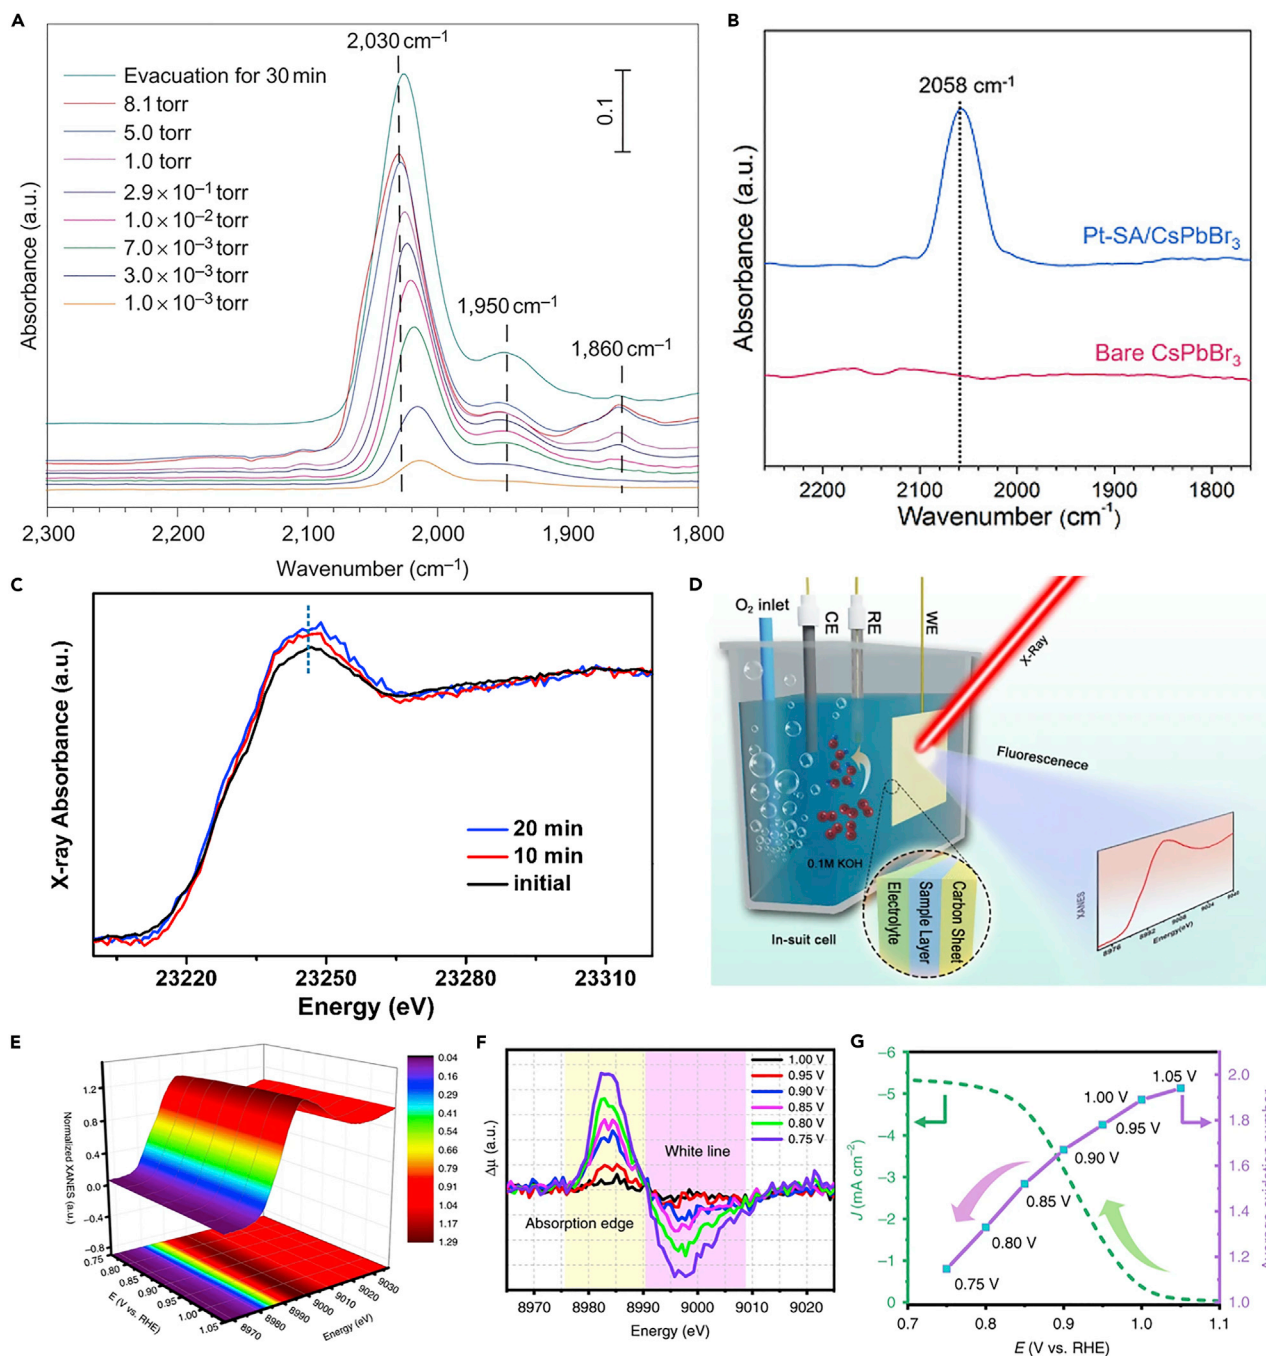 A
2,030 cm–1
Evacuation for 30 min
8.1 torr
5.0 torr
1.0 torr
2.9 × 10–1 torr
1.0 × 10–2 torr
7.0 × 10–3 torr
3.0 × 10–3 torr
1.0 × 10–3 torr
0.1
1,950 cm–1
1,860 cm–1
Absorbance (a.u.)
2,300 2,200 2,100 2,000 1,900 1,800
Wavenumber (cm–1)
B
2058 cm-1
Pt-SA/CsPbBr3
Bare CsPbBr3
Absorbance (a.u.)
2200 2100 2000 1900 1800
Wavenumber (cm-1)
C
X-ray Absorbance (a.u.)
20 min
10 min
initial
23220 23250 23280 23310
Energy (eV)
D
O2 inlet
CE
RE
WE
X-Ray
Fluorescenece
0.1M KOH
Electrolyte
Sample Layer
Carbon Sheet
In-suit cell
XANES
8976 8992 9008 9024 9040
Energy(eV)
E
Normalized XANES (a.u.)
1.2
0.8
0.4
0.0
−0.4
−0.8
0.04
0.16
0.29
0.41
0.54
0.66
0.79
0.91
1.04
1.17
1.29
0.75
0.80
0.85
0.90
0.95
1.00
1.05
E (V vs. RHE)
8970
8980
8990
9000
9010
9020
9030
Energy (eV)
F
Δμ (a.u.)
1.00 V
0.95 V
0.90 V
0.85 V
0.80 V
0.75 V
White line
Absorption edge
8970 8980 8990 9000 9010 9020
Energy (eV)
G
J (mA cm−2)
−6
−5
−4
−3
−2
−1
0
1.05 V
1.00 V
0.95 V
0.90 V
0.85 V
0.80 V
0.75 V
2.0
1.8
1.6
1.4
1.2
1.0
0.7 0.8 0.9 1.0 1.1
E (V vs. RHE)